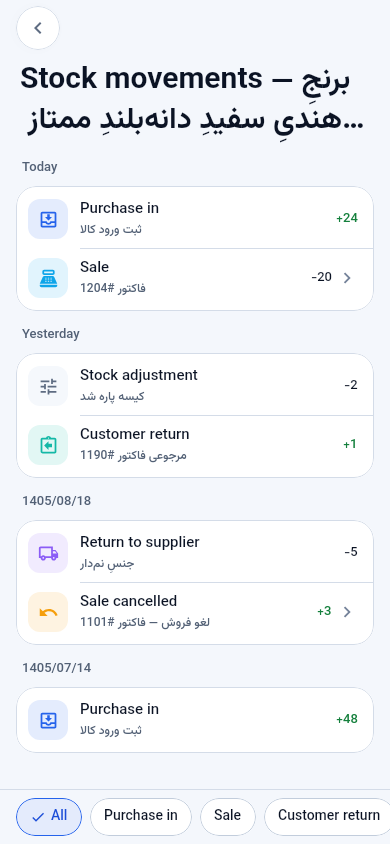 Stock movements — برنجِ
هندیِ سفیدِ دانه‌بلندِ ممتاز…
Today
Purchase in
ثبت ورود کالا
+24
Sale
فاکتور #1204
-20
Yesterday
Stock adjustment
کیسه پاره شد
-2
Customer return
مرجوعی فاکتور #1190
+1
1405/08/18
Return to supplier
جنسِ نم‌دار
-5
Sale cancelled
لغو فروش — فاکتور #1101
+3
1405/07/14
Purchase in
ثبت ورود کالا
+48
All
Purchase in
Sale
Customer return